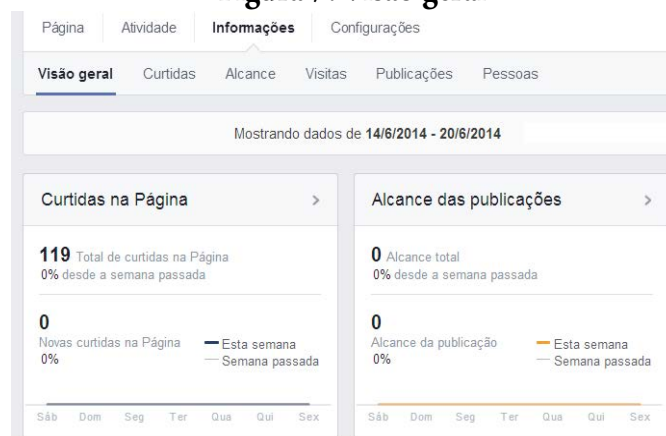 Página Atividade Informações Configurações
Visão geral Curtidas Alcance Visitas Publicações Pessoas
Mostrando dados de 14/6/2014 - 20/6/2014
Curtidas na Página >
119 Total de curtidas na Página
0% desde a semana passada
0
Novas curtidas na Página
0%
Esta semana
Semana passada
Sáb Dom Seg Ter Qua Qui Sex
Alcance das publicações >
0 Alcance total
0% desde a semana passada
0
Alcance da publicação
0%
Esta semana
Semana passada
Sáb Dom Seg Ter Qua Qui Sex